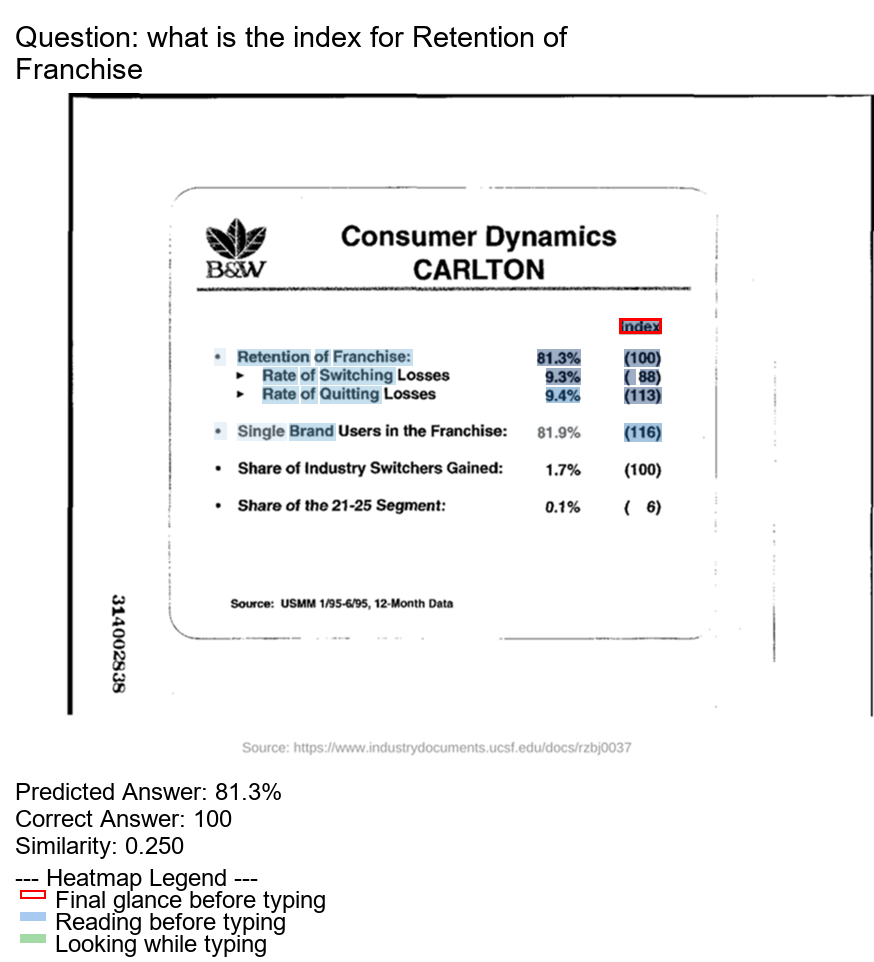 Question: what is the index for Retention of
Franchise
B&W
Consumer Dynamics
CARLTON
Index
• Retention of Franchise: 81.3% (100)
► Rate of Switching Losses 9.3% ( 88)
► Rate of Quitting Losses 9.4% (113)
• Single Brand Users in the Franchise: 81.9% (116)
• Share of Industry Switchers Gained: 1.7% (100)
• Share of the 21-25 Segment: 0.1% ( 6)
Source: USMM 1/95-6/95, 12-Month Data
314002838
Source: https://www.industrydocuments.ucsf.edu/docs/rzbj0037
Predicted Answer: 81.3%
Correct Answer: 100
Similarity: 0.250
--- Heatmap Legend ---
Final glance before typing
Reading before typing
Looking while typing